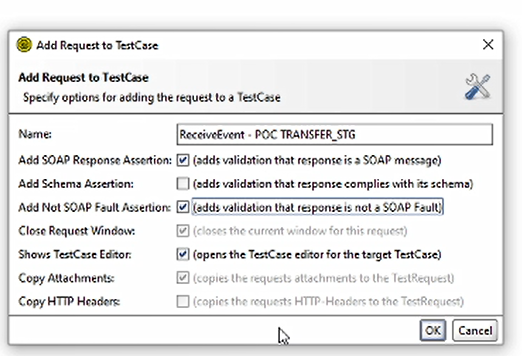 Add Request to TestCase
Add Request to TestCase
Specify options for adding the request to a TestCase
Name: ReceiveEvent - POC TRANSFER_STG
Add SOAP Response Assertion: (adds validation that response is a SOAP message)
Add Schema Assertion: (adds validation that response complies with its schema)
Add Not SOAP Fault Assertion: (adds validation that response is not a SOAP Fault)
Close Request Window: (closes the current window for this request)
Shows TestCase Editor: (opens the TestCase editor for the target TestCase)
Copy Attachments: (copies the requests attachments to the TestRequest)
Copy HTTP Headers: (copies the requests HTTP-Headers to the TestRequest)
OK Cancel